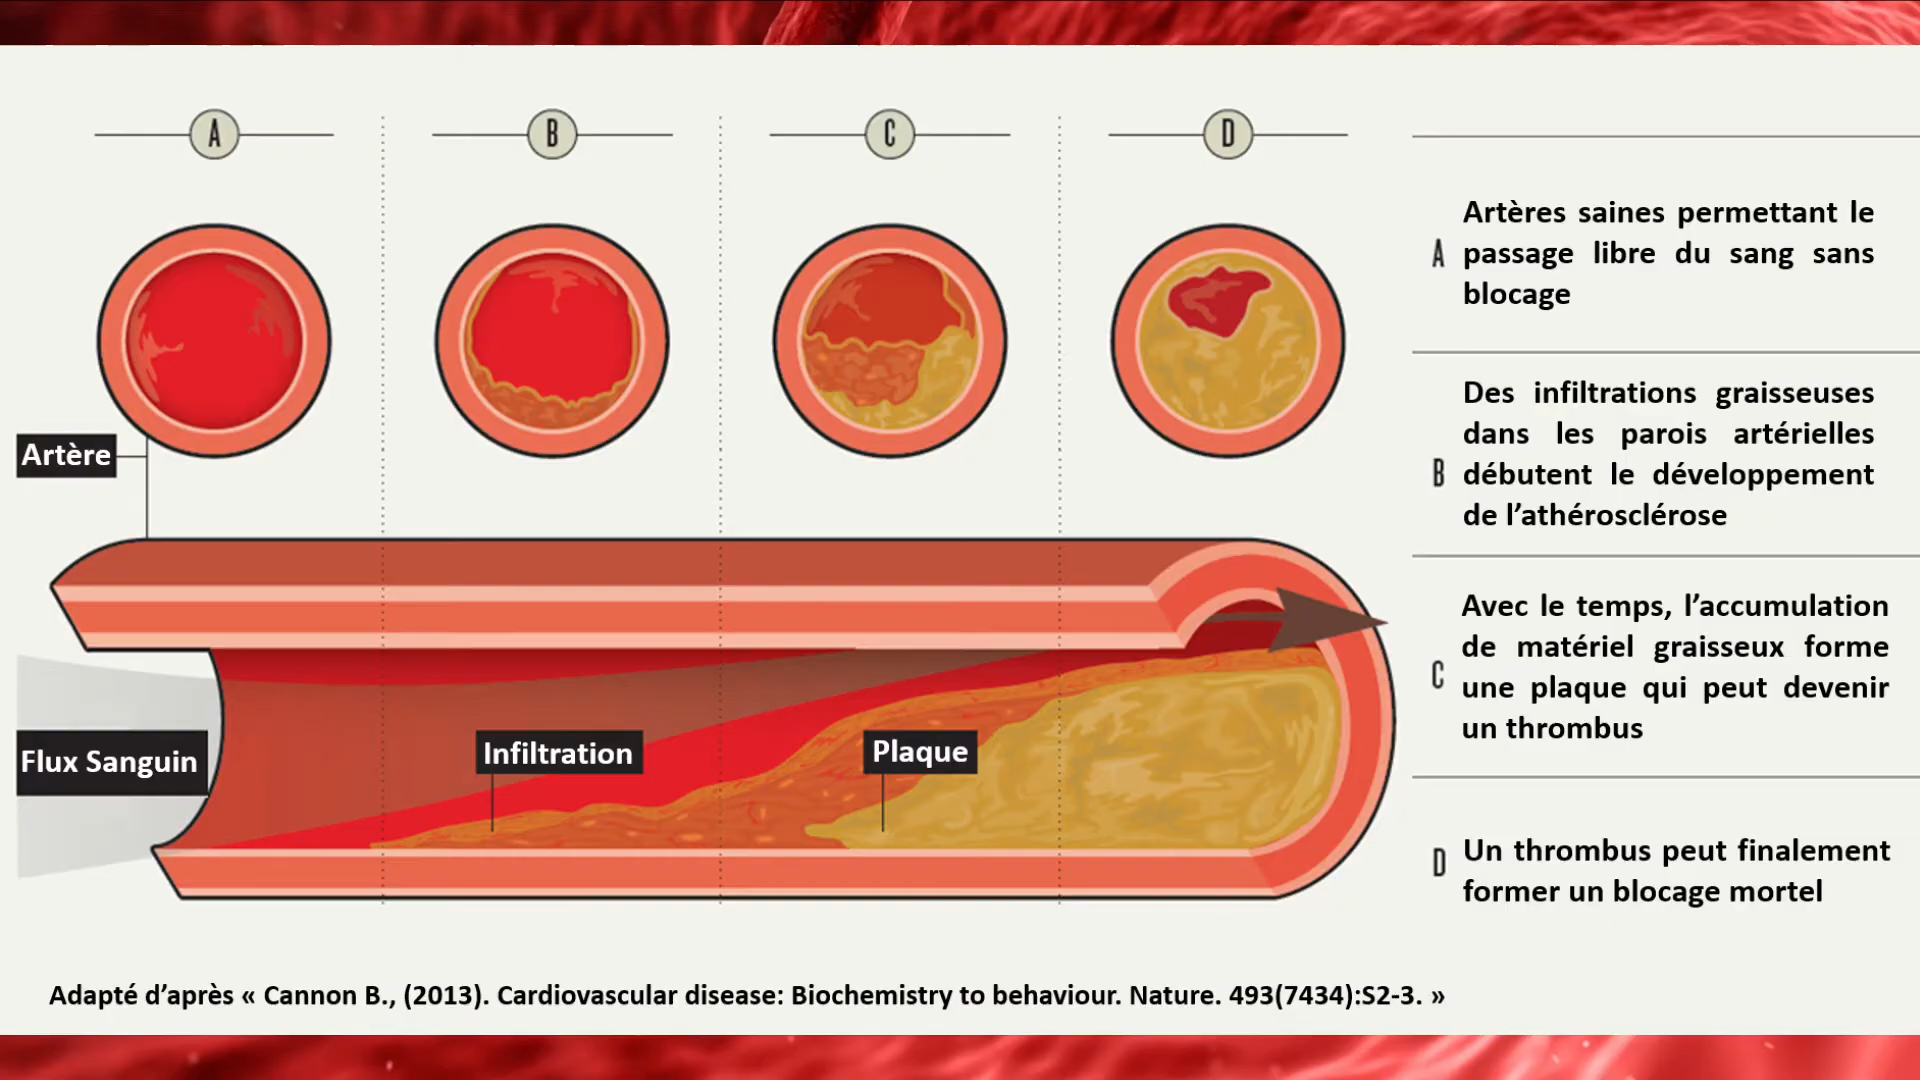 A
B
C
D
Artère
Flux Sanguin
Infiltration
Plaque
A
Artères saines permettant le
passage libre du sang sans
blocage
B
Des infiltrations graisseuses
dans les parois artérielles
débutent le développement
de l’athérosclérose
C
Avec le temps, l’accumulation
de matériel graisseux forme
une plaque qui peut devenir
un thrombus
D
Un thrombus peut finalement
former un blocage mortel
Adapté d’après « Cannon B., (2013). Cardiovascular disease: Biochemistry to behaviour. Nature. 493(7434):S2-3. »